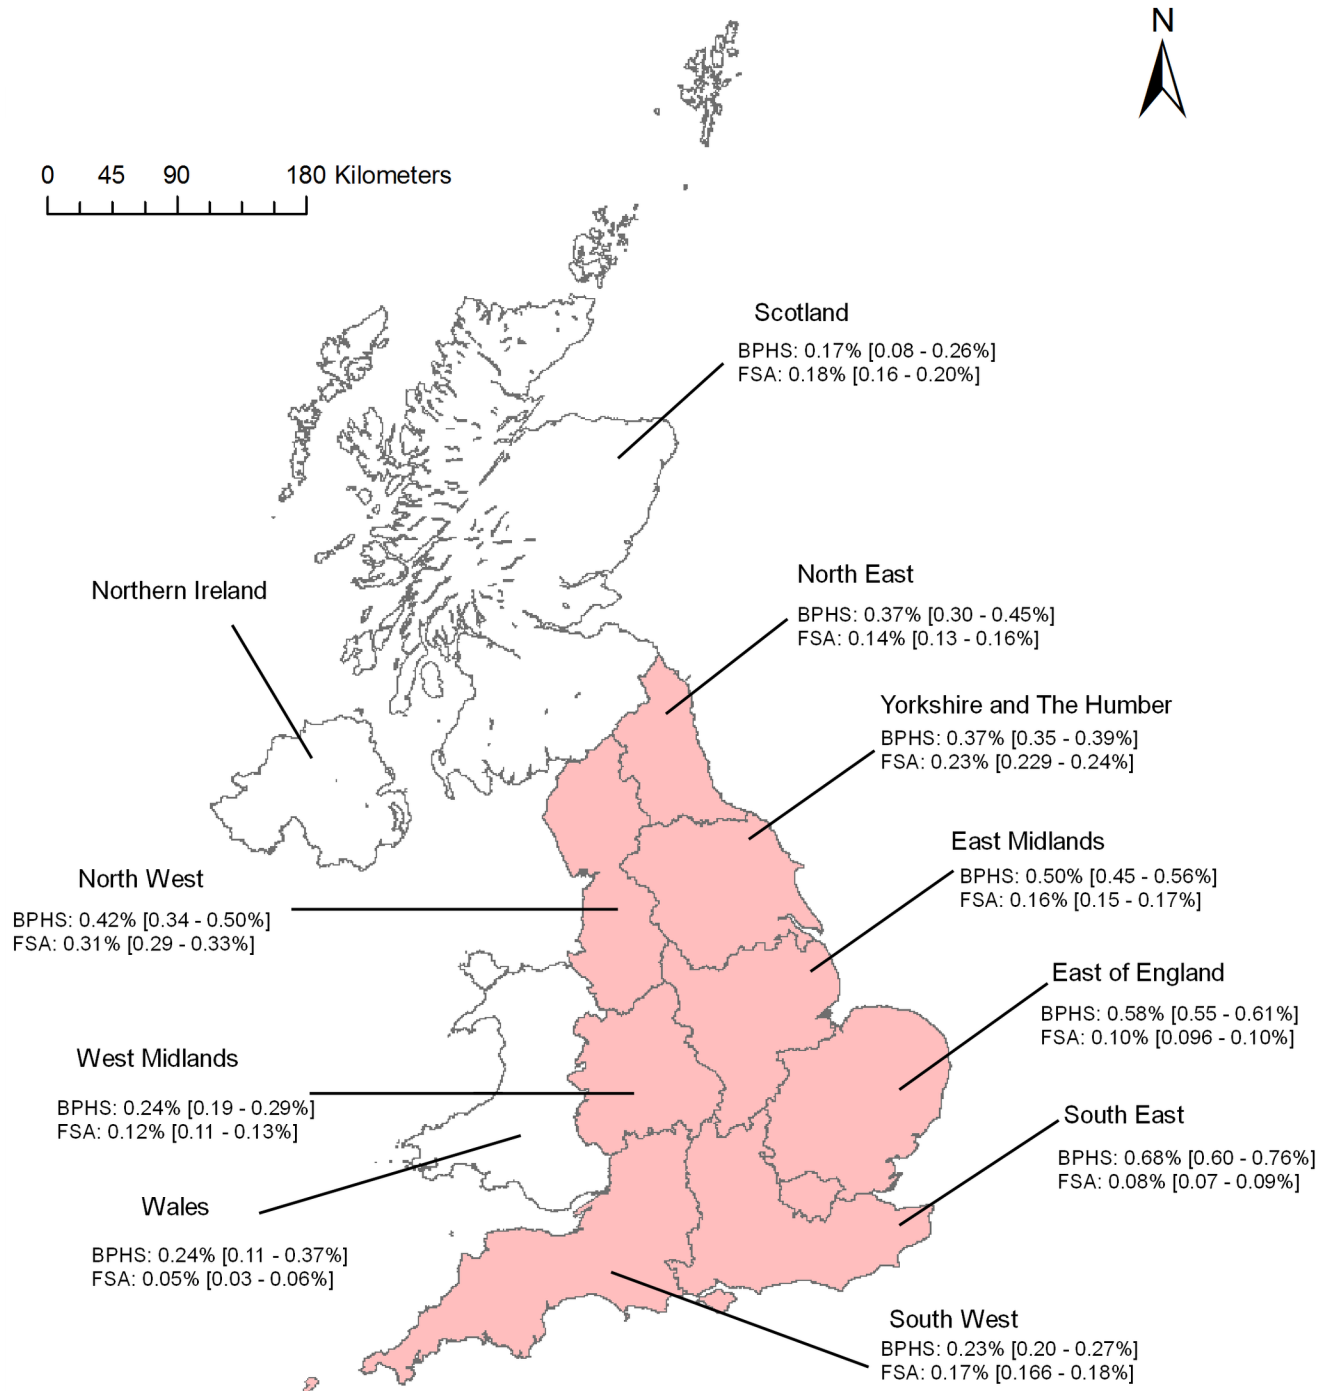 N
0 45 90 180 Kilometers
Scotland
BPHS: 0.17% [0.08 - 0.26%]
FSA: 0.18% [0.16 - 0.20%]
North East
BPHS: 0.37% [0.30 - 0.45%]
FSA: 0.14% [0.13 - 0.16%]
Northern Ireland
Yorkshire and The Humber
BPHS: 0.37% [0.35 - 0.39%]
FSA: 0.23% [0.229 - 0.24%]
East Midlands
BPHS: 0.50% [0.45 - 0.56%]
FSA: 0.16% [0.15 - 0.17%]
North West
BPHS: 0.42% [0.34 - 0.50%]
FSA: 0.31% [0.29 - 0.33%]
East of England
BPHS: 0.58% [0.55 - 0.61%]
FSA: 0.10% [0.096 - 0.10%]
West Midlands
BPHS: 0.24% [0.19 - 0.29%]
FSA: 0.12% [0.11 - 0.13%]
South East
BPHS: 0.68% [0.60 - 0.76%]
FSA: 0.08% [0.07 - 0.09%]
Wales
BPHS: 0.24% [0.11 - 0.37%]
FSA: 0.05% [0.03 - 0.06%]
South West
BPHS: 0.23% [0.20 - 0.27%]
FSA: 0.17% [0.166 - 0.18%]